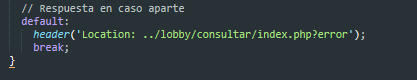 // Respuesta en caso aparte
default:
header('Location: ../lobby/consultar/index.php?error');
break;
}